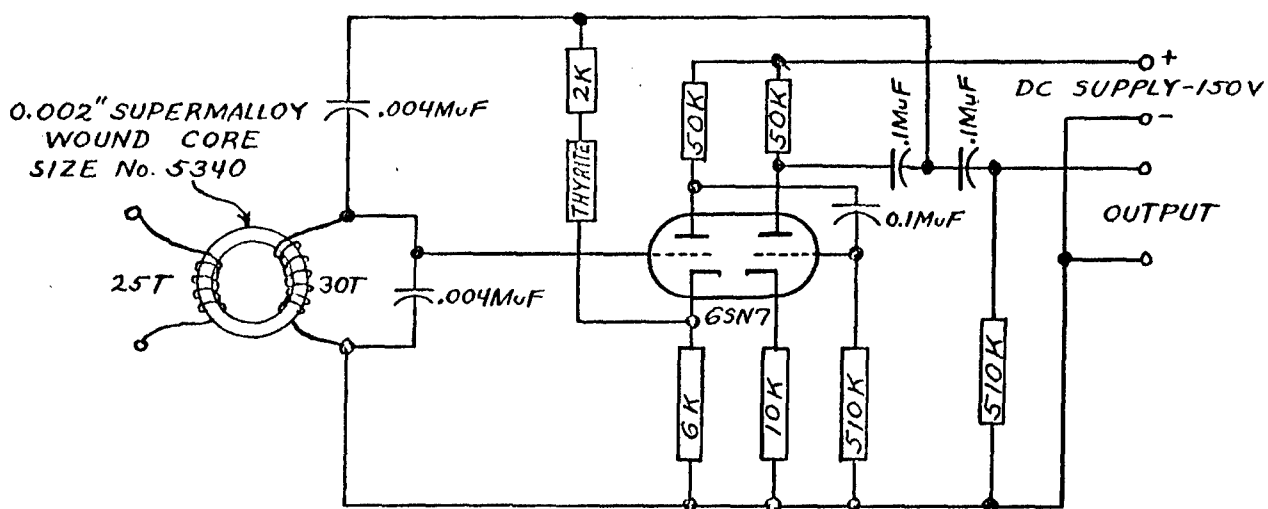 0.002" SUPERMALLOY
WOUND CORE
SIZE No. 5340
25T
30T
.004MuF
.004MuF
2K
THYRITE
50K
50K
6SN7
6K
10K
510K
0.1MuF
.1MuF
.1MuF
510K
+
DC SUPPLY-150V
-
OUTPUT